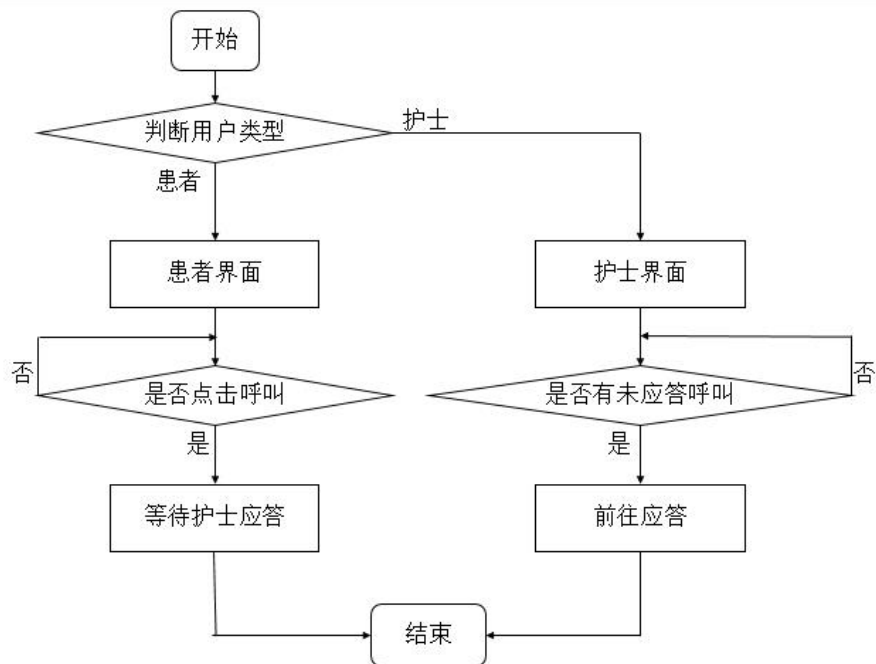 开始
判断用户类型
护士
患者
患者界面
护士界面
否
是否点击呼叫
是否有未应答呼叫
否
是
是
等待护士应答
前往应答
结束